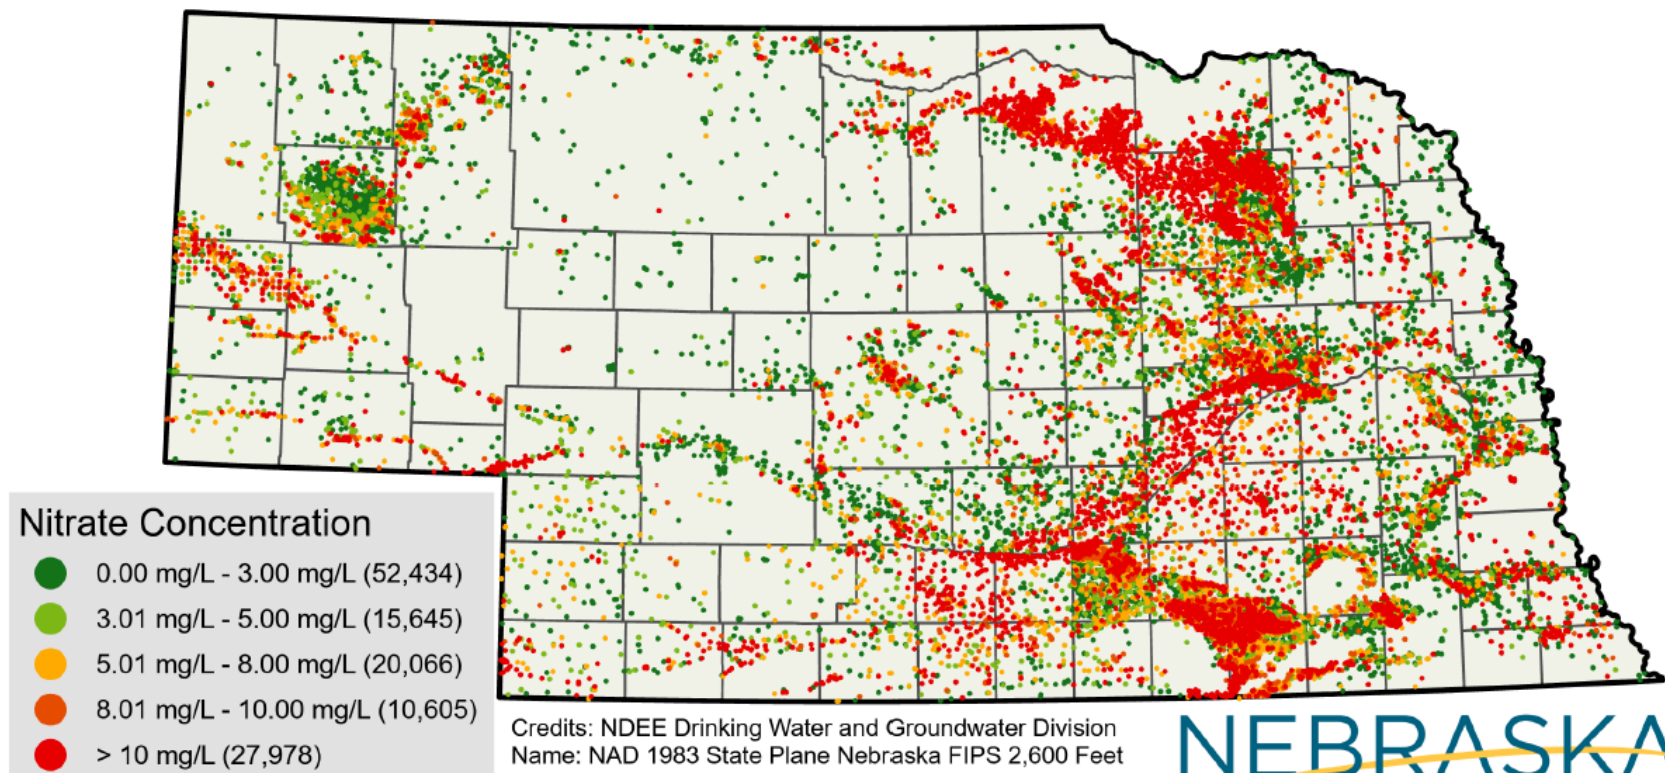 Nitrate Concentration
0.00 mg/L - 3.00 mg/L (52,434)
3.01 mg/L - 5.00 mg/L (15,645)
5.01 mg/L - 8.00 mg/L (20,066)
8.01 mg/L - 10.00 mg/L (10,605)
> 10 mg/L (27,978)
Credits: NDEE Drinking Water and Groundwater Division
Name: NAD 1983 State Plane Nebraska FIPS 2,600 Feet
NEBRASKA